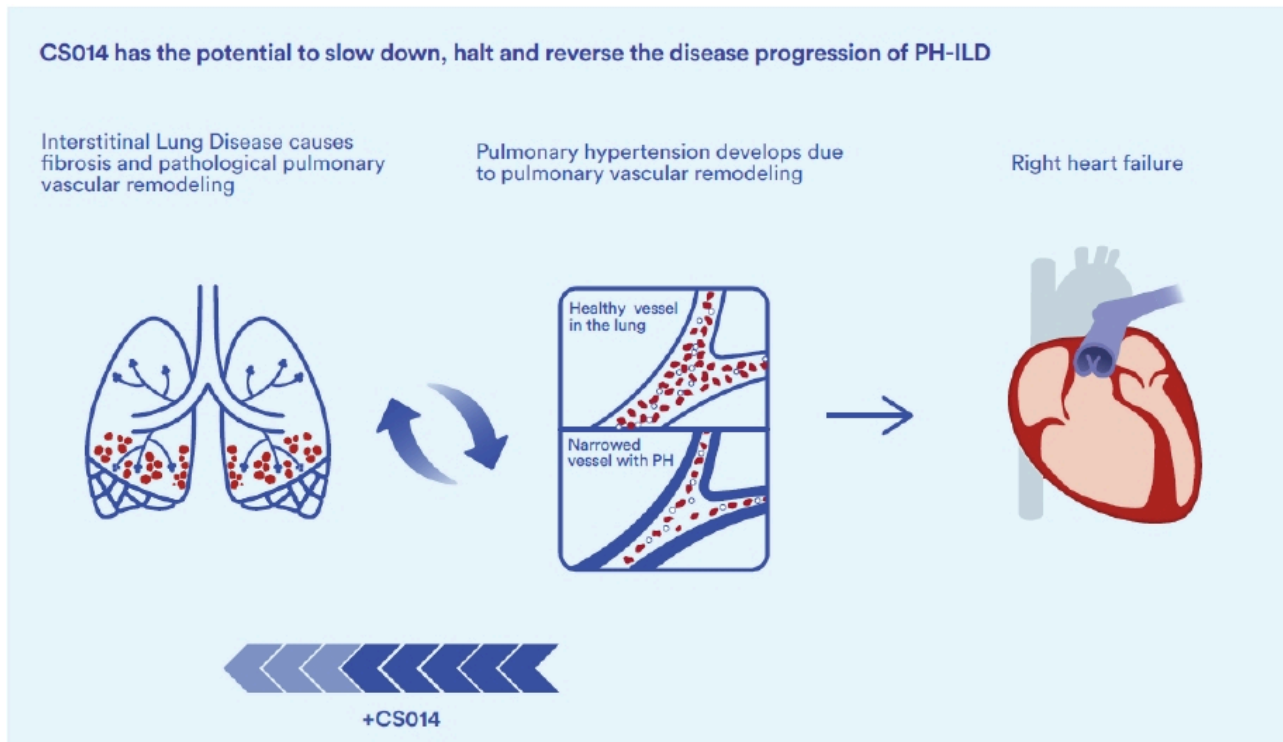 CS014 has the potential to slow down, halt and reverse the disease progression of PH-ILD
Interstitinal Lung Disease causes
fibrosis and pathological pulmonary
vascular remodeling
Pulmonary hypertension develops due
to pulmonary vascular remodeling
Right heart failure
Healthy vessel
in the lung
Narrowed
vessel with PH
+CS014